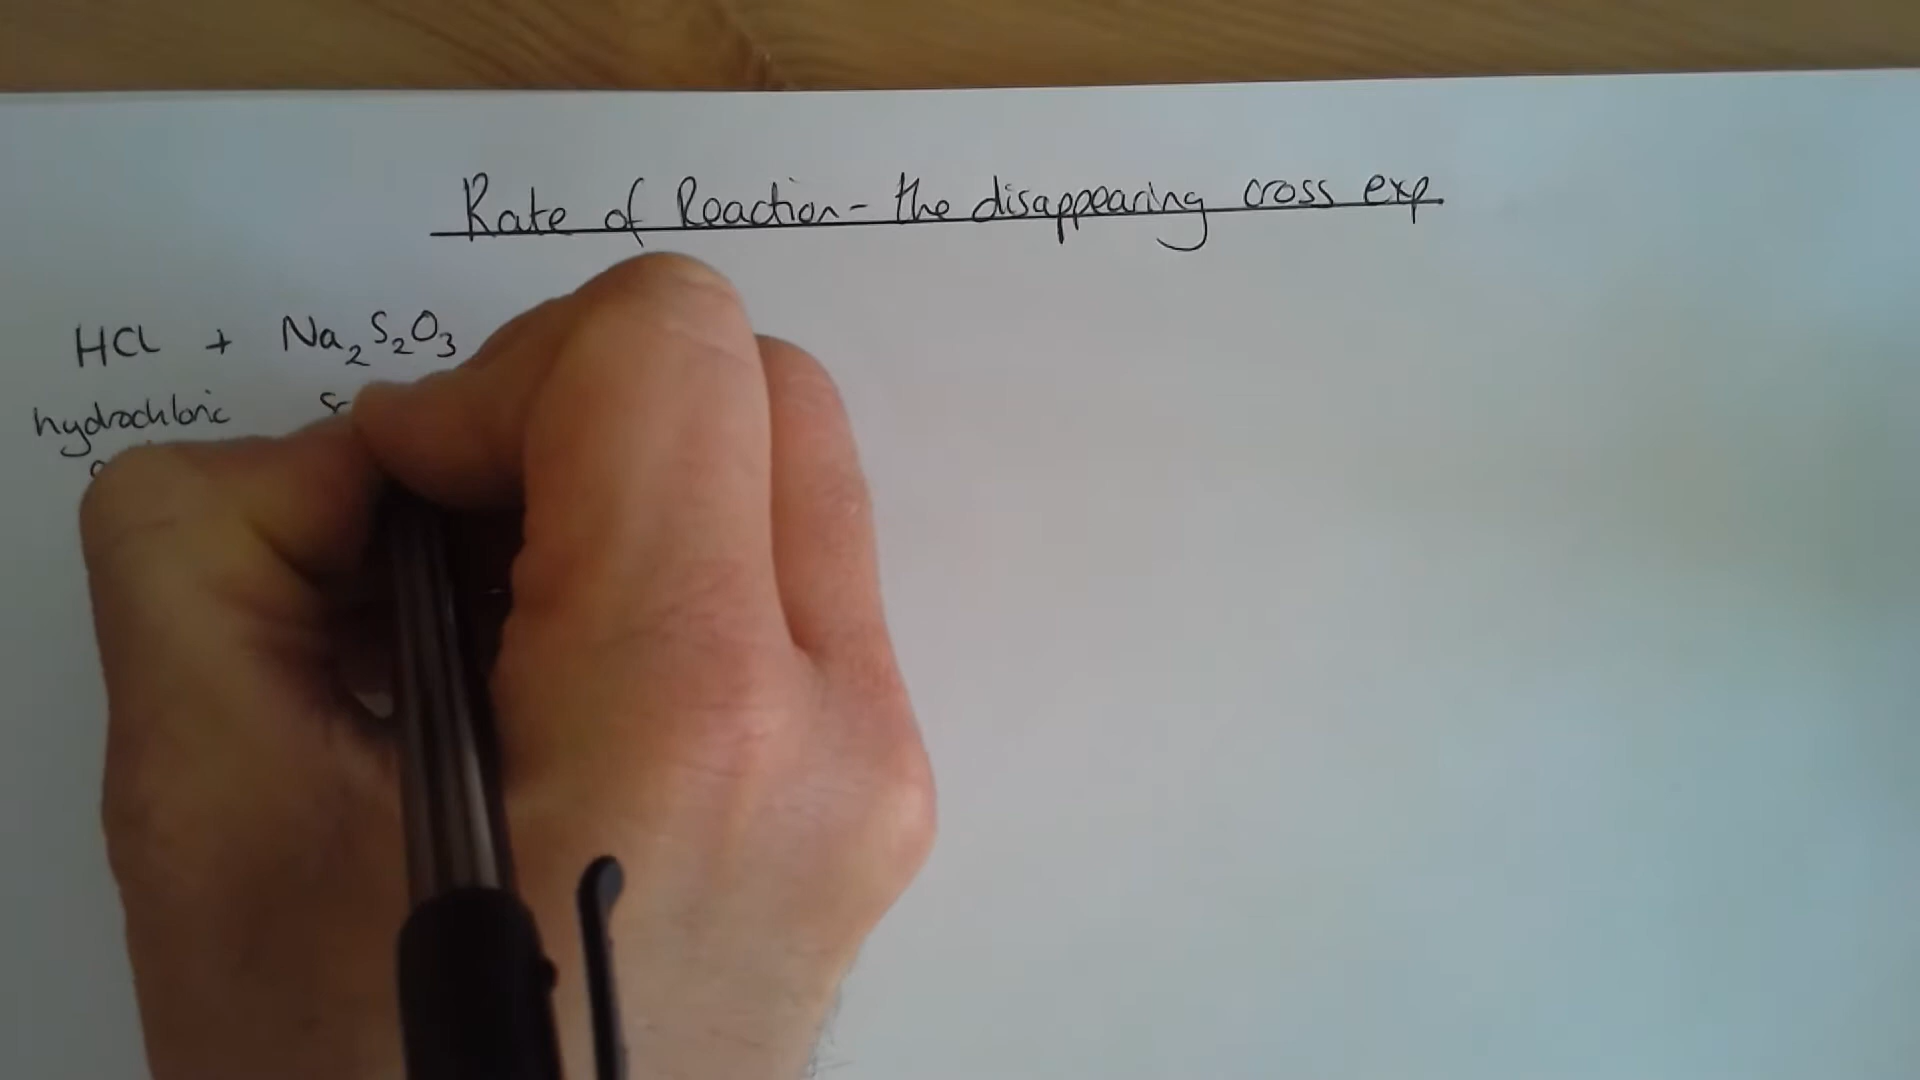 Rate of Reaction - the disappearing cross exp.
HCl + Na₂S₂O₃
hydrochloric